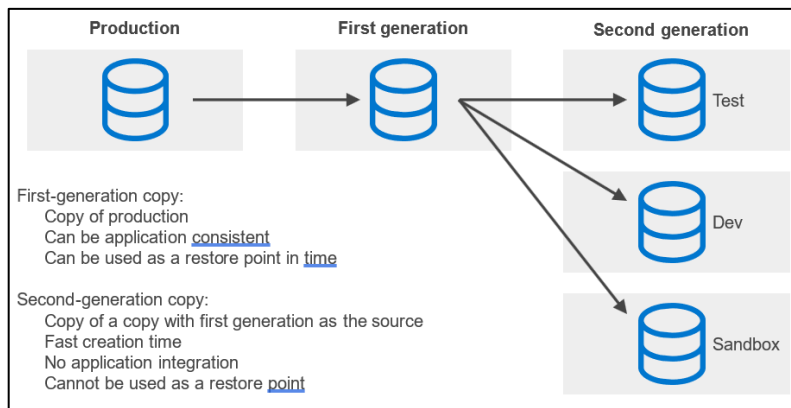 Production
First generation
Second generation
Test
Dev
Sandbox
First-generation copy:
Copy of production
Can be application consistent
Can be used as a restore point in time
Second-generation copy:
Copy of a copy with first generation as the source
Fast creation time
No application integration
Cannot be used as a restore point